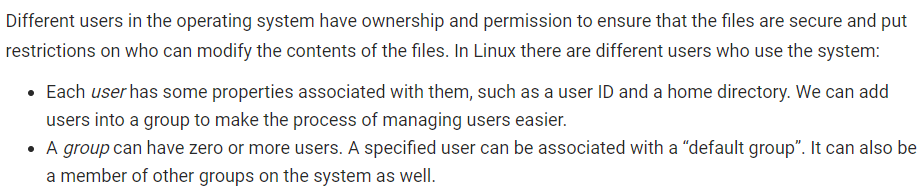 Different users in the operating system have ownership and permission to ensure that the files are secure and put
restrictions on who can modify the contents of the files. In Linux there are different users who use the system:
• Each user has some properties associated with them, such as a user ID and a home directory. We can add
users into a group to make the process of managing users easier.
• A group can have zero or more users. A specified user can be associated with a “default group”. It can also be
a member of other groups on the system as well.